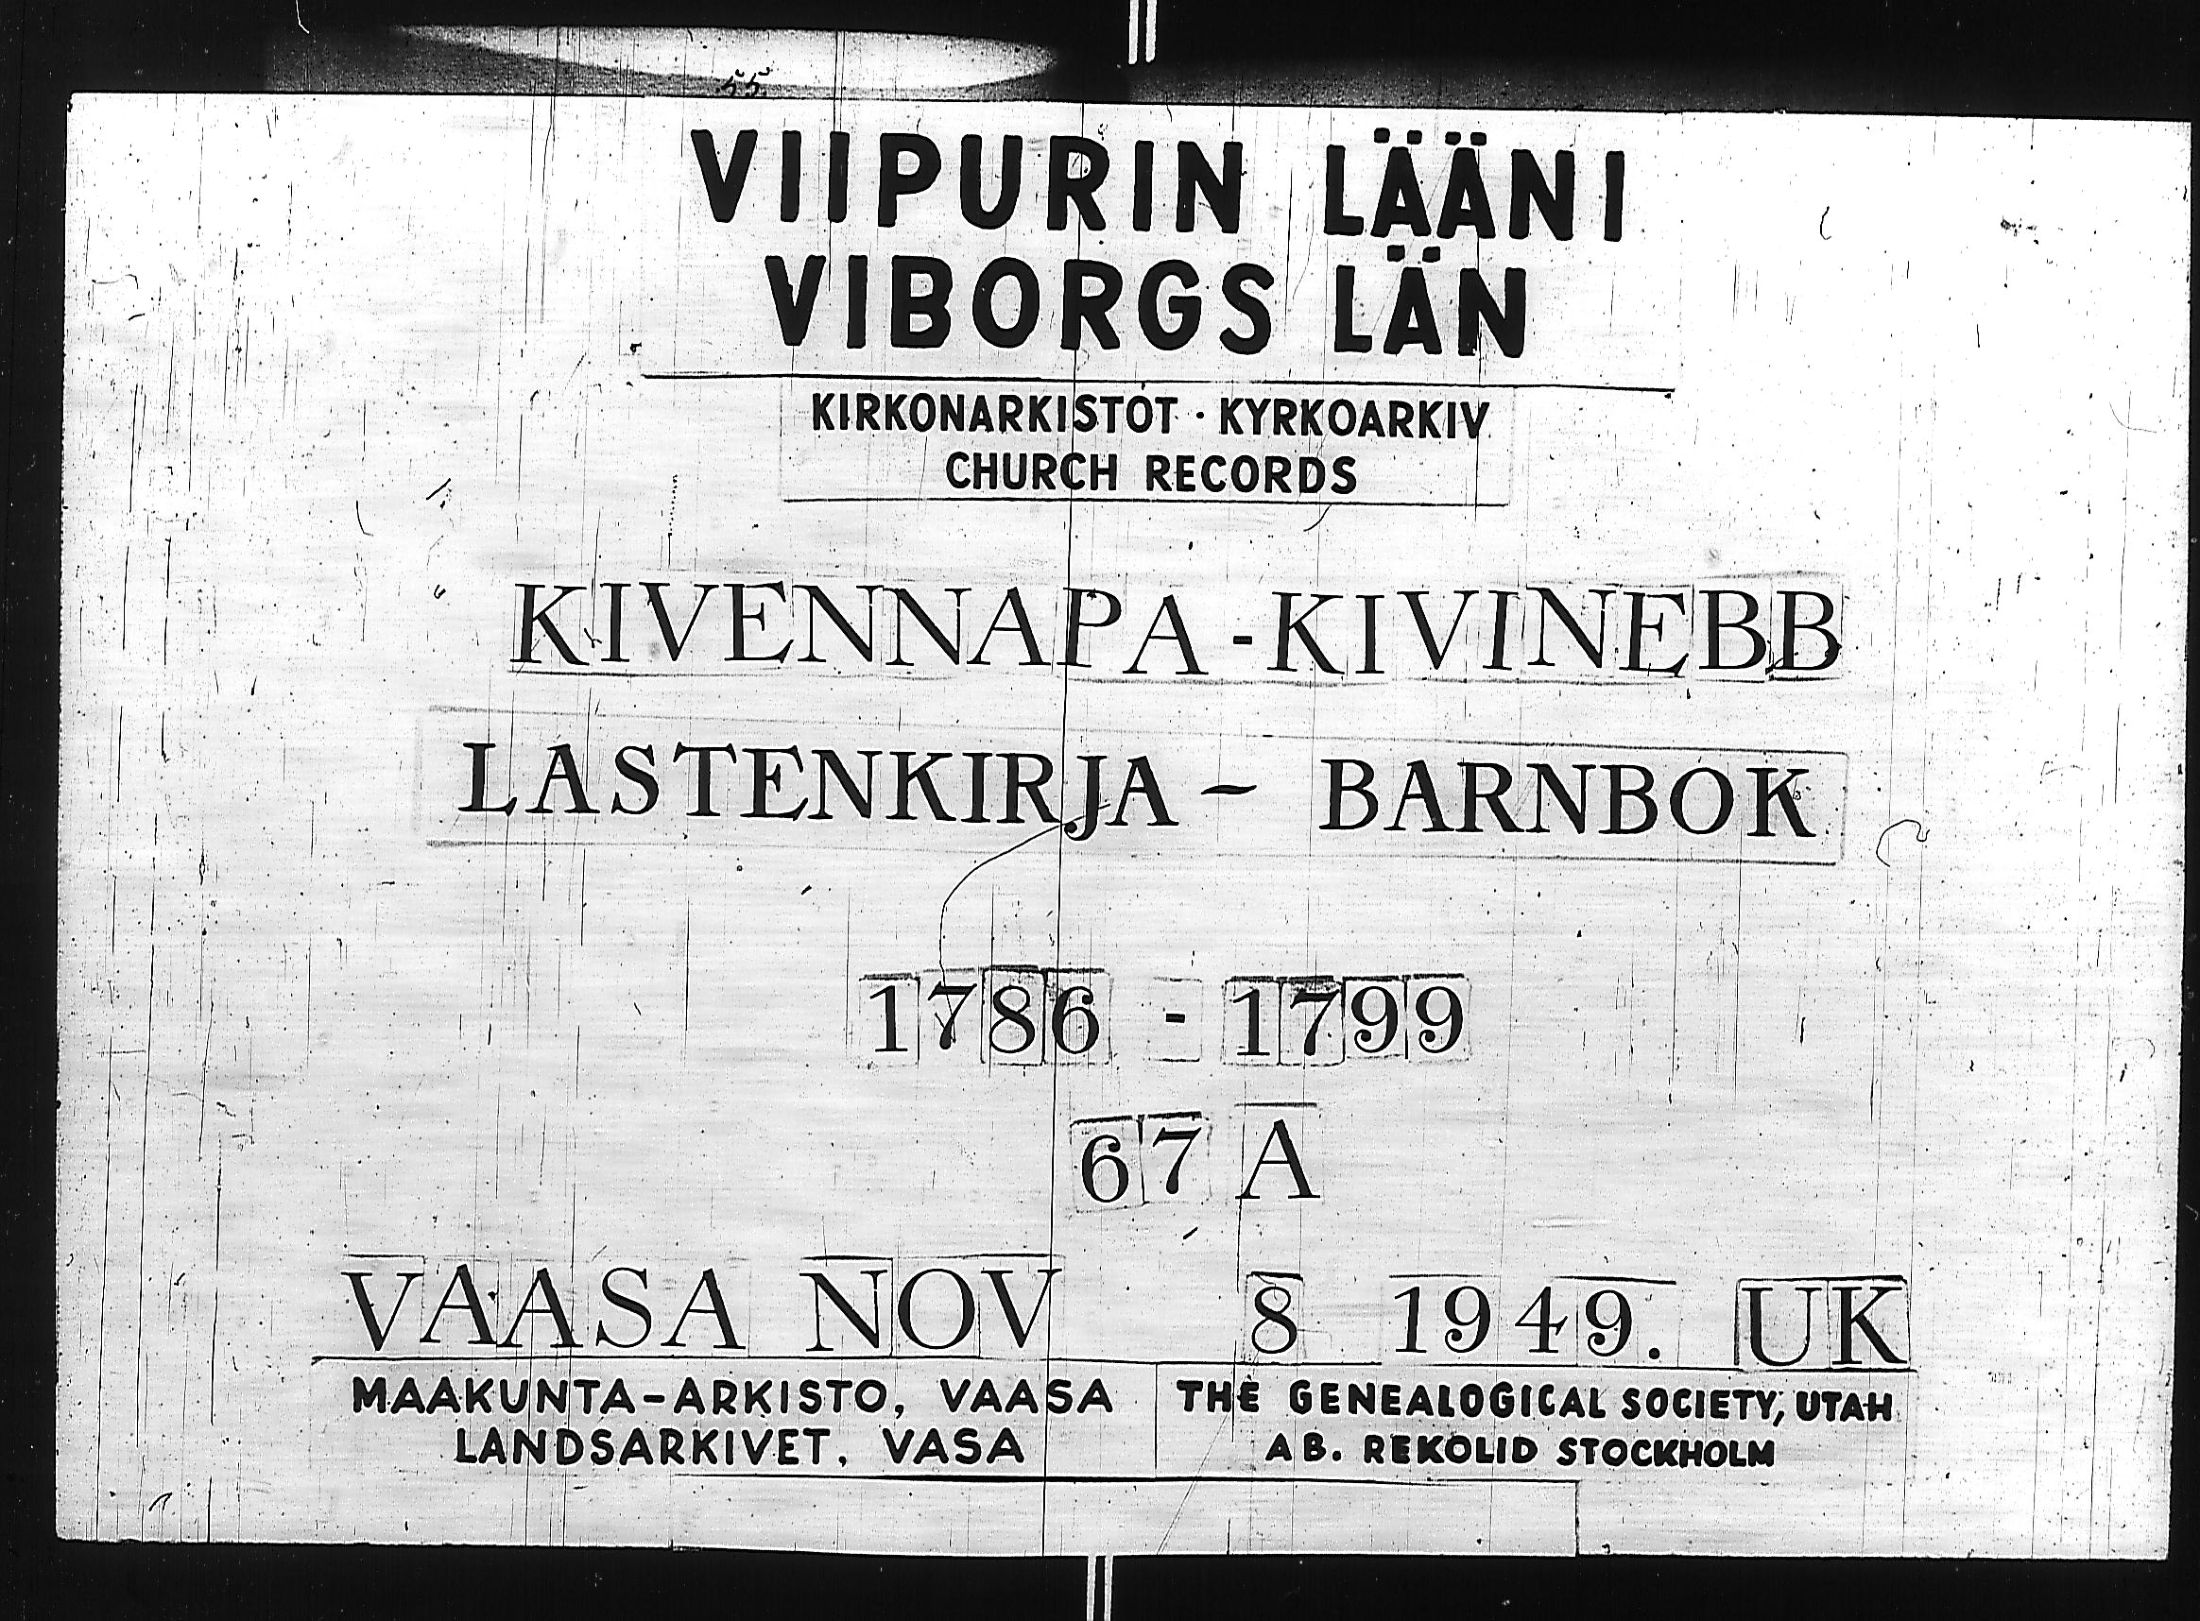 55
VIIPURIN LÄÄNI
VIBORGS LÄN
KIRKONARKISTOT · KYRKOARKIV
CHURCH RECORDS
KIVENNAPA - KIVINEBB
LASTENKIRJA - BARNBOK
1786 - 1799
67 A
VAASA NOV 8 1949. UK
MAAKUNTA-ARKISTO, VAASA
LANDSARKIVET, VASA
THE GENEALOGICAL SOCIETY, UTAH
AB. REKOLID STOCKHOLM